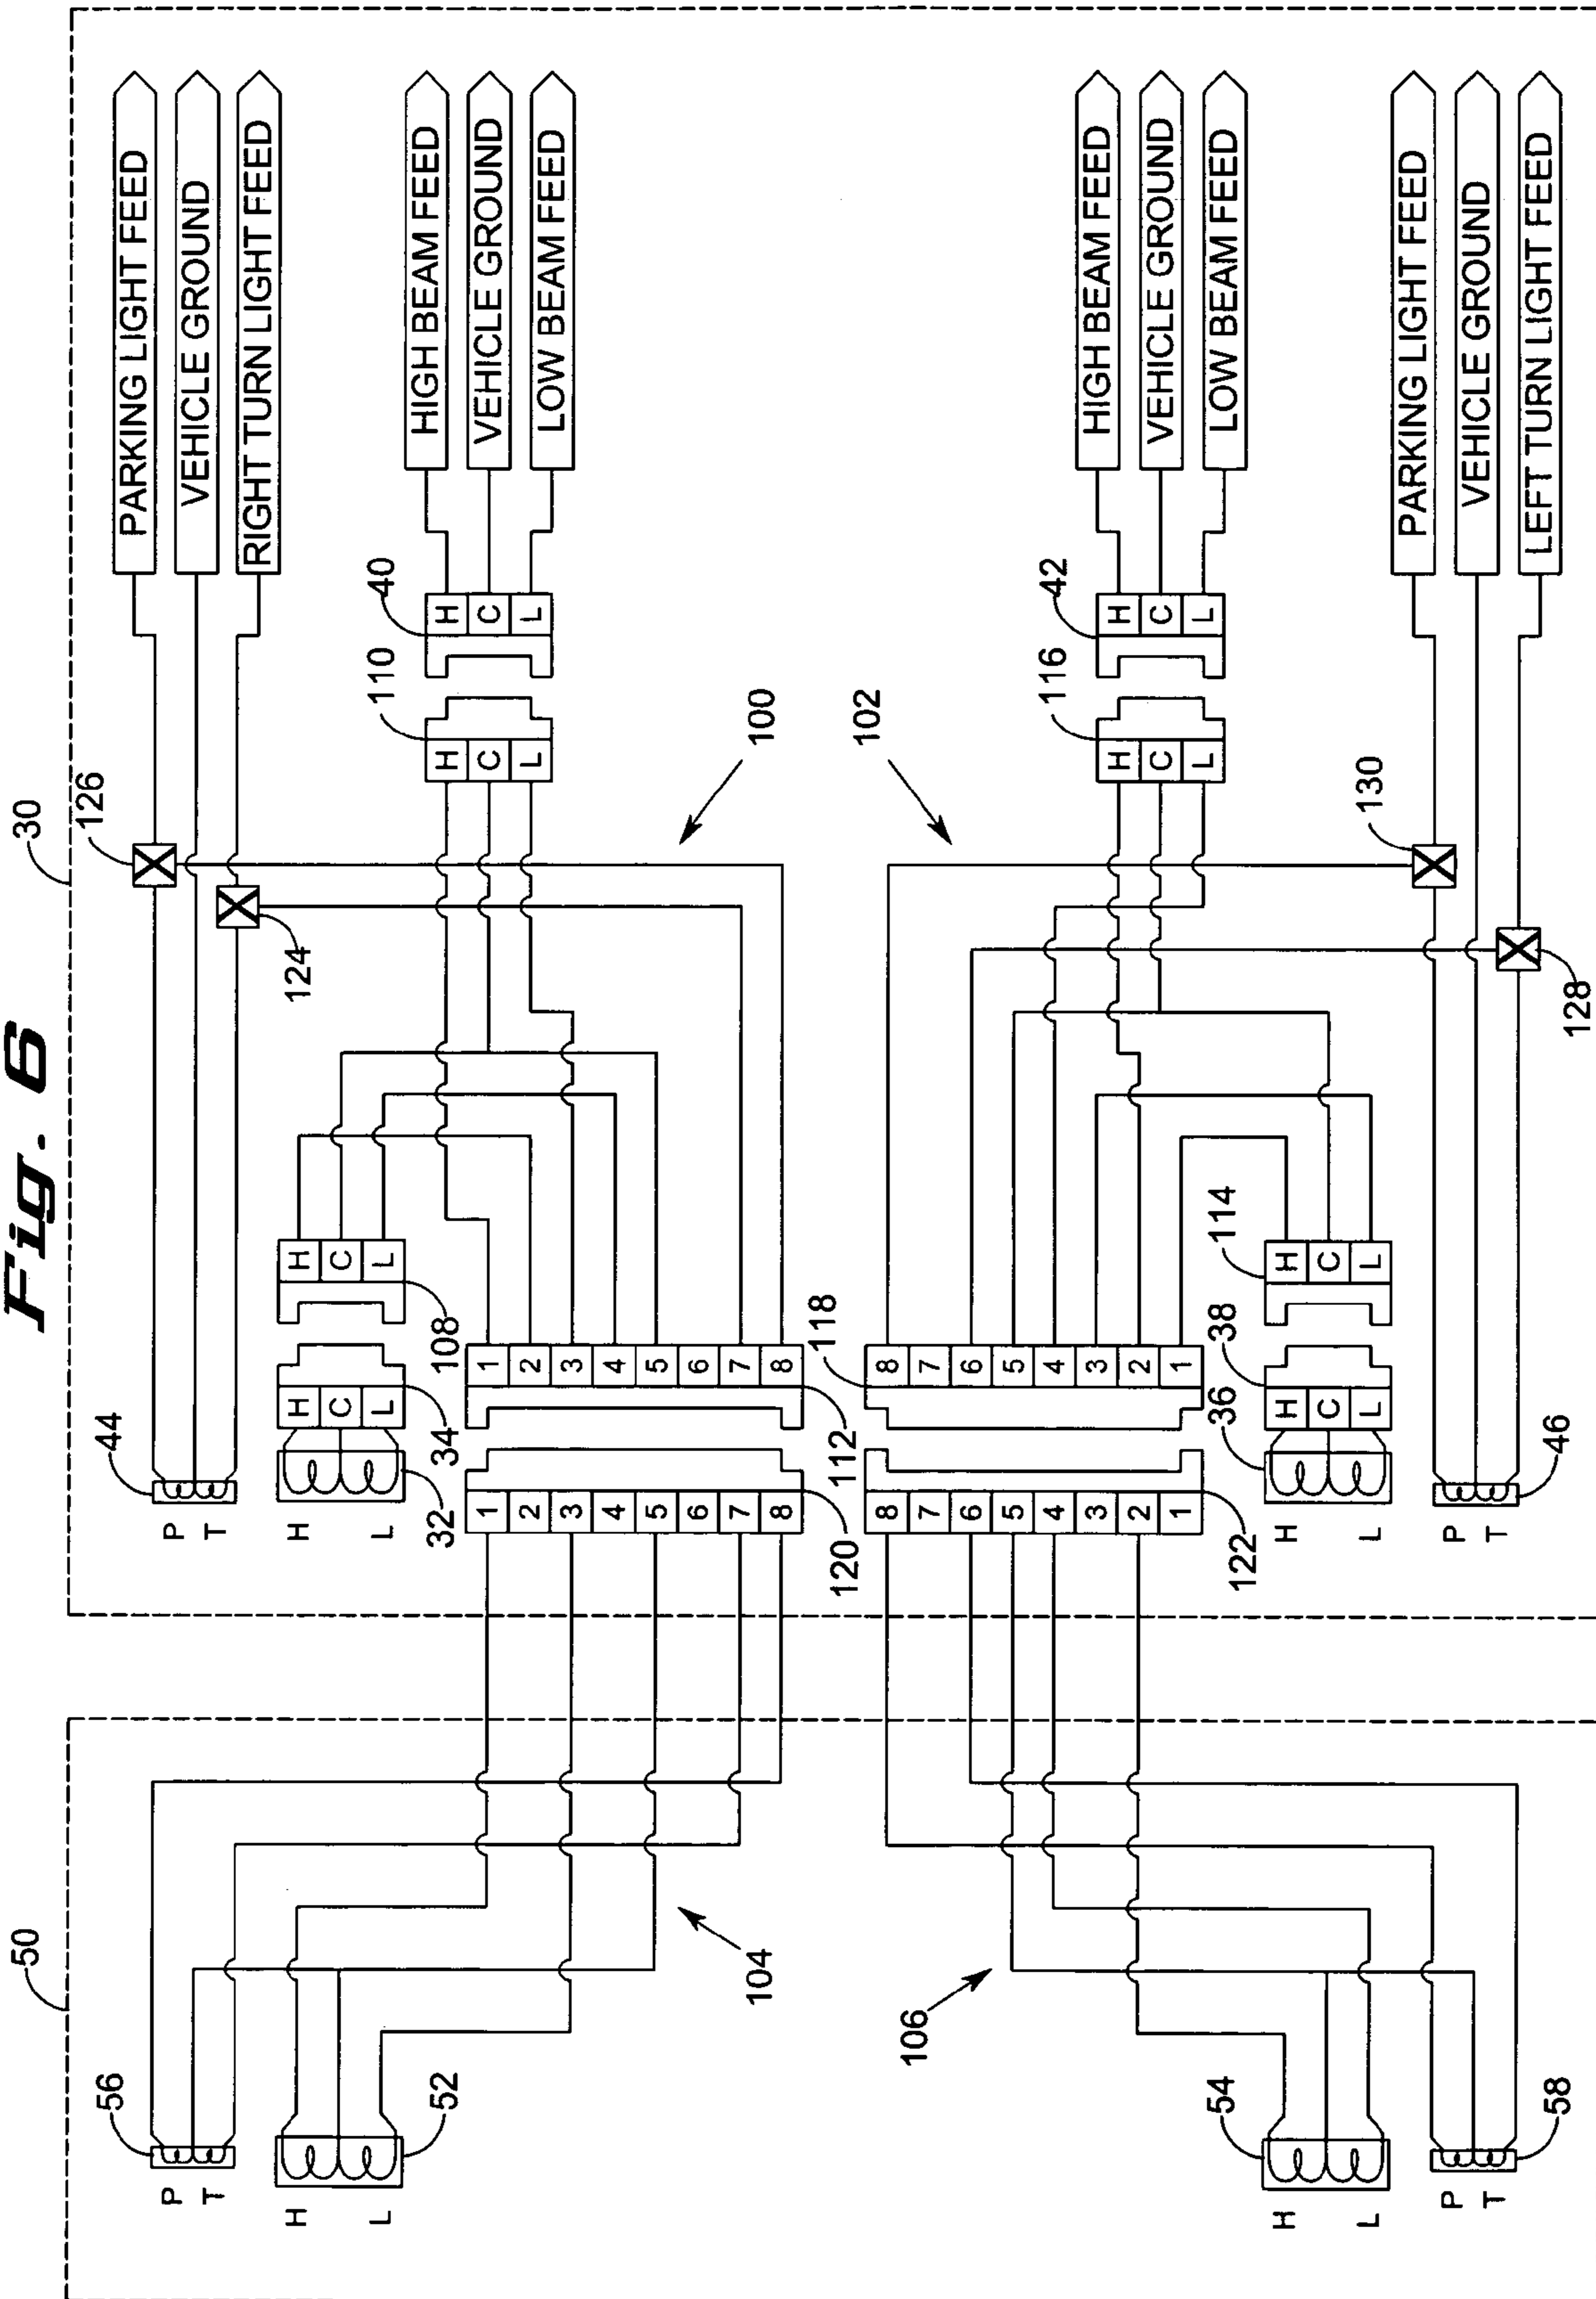 Fig. 6
30
50
PARKING LIGHT FEED
VEHICLE GROUND
RIGHT TURN LIGHT FEED
126
124
44
P
T
56
P
T
HIGH BEAM FEED
VEHICLE GROUND
LOW BEAM FEED
40
H
C
L
110
H
C
L
108
H
C
L
34
H
C
L
32
H
L
52
H
L
100
112
1
2
3
4
5
6
7
8
120
1
2
3
4
5
6
7
8
104
102
118
8
7
6
5
4
3
2
1
122
8
7
6
5
4
3
2
1
106
HIGH BEAM FEED
VEHICLE GROUND
LOW BEAM FEED
42
H
C
L
116
H
C
L
114
H
C
L
38
H
C
L
36
H
L
54
H
L
PARKING LIGHT FEED
VEHICLE GROUND
LEFT TURN LIGHT FEED
130
128
46
P
T
58
P
T